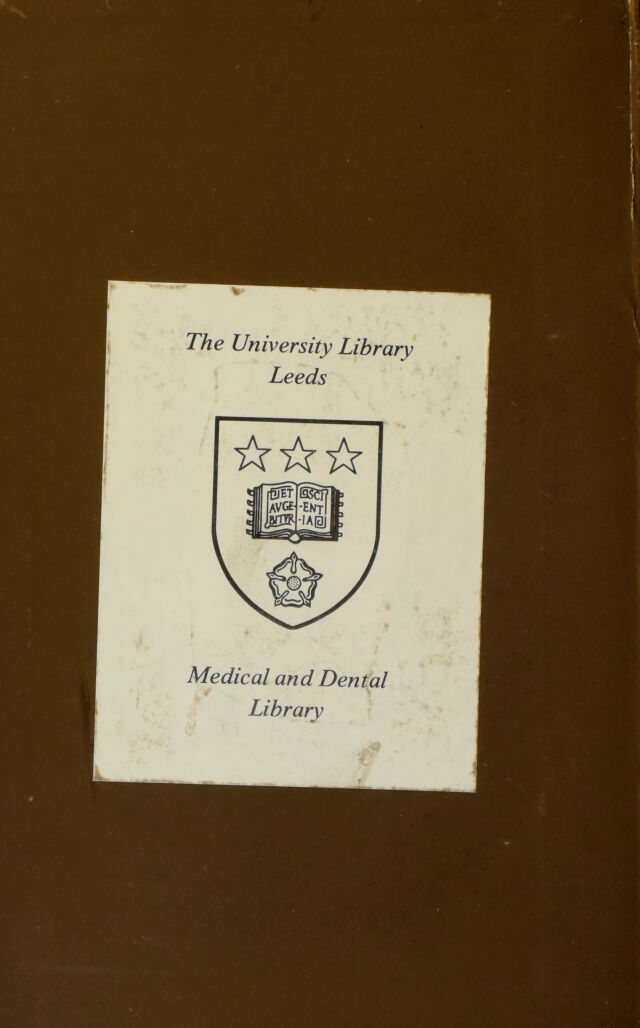 The University Library
Leeds
ET SCI
AVGE- -ENT
BITVR -IA
Medical and Dental
Library